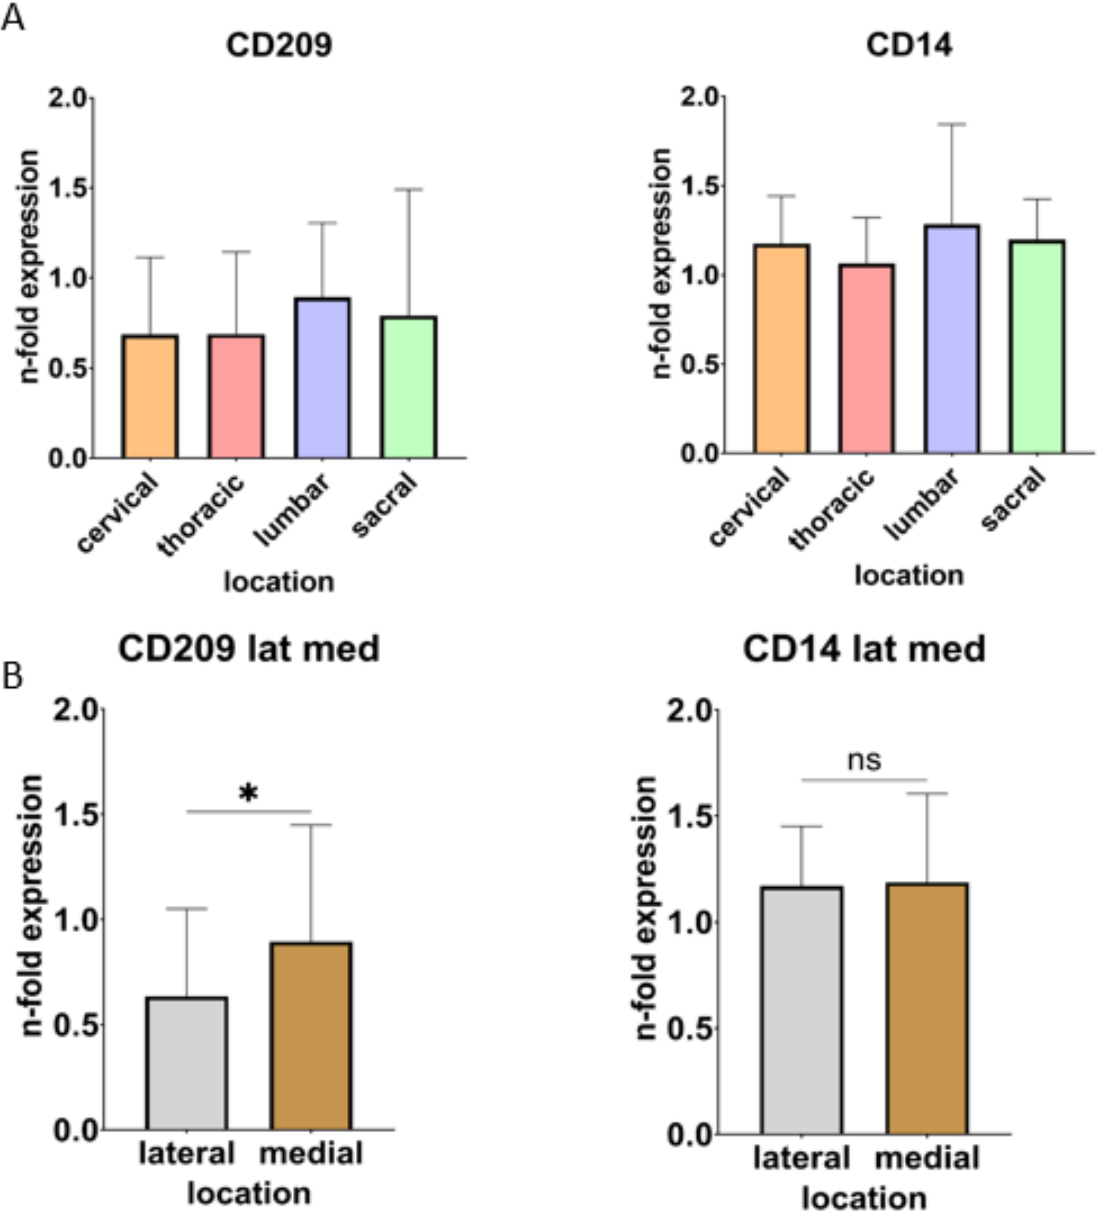 A
CD209
CD14
n-fold expression
2.0
1.5
1.0
0.5
0.0
cervical
thoracic
lumbar
sacral
location
n-fold expression
2.0
1.5
1.0
0.5
0.0
cervical
thoracic
lumbar
sacral
location
B
CD209 lat med
CD14 lat med
n-fold expression
2.0
1.5
1.0
0.5
0.0
*
lateral medial
location
n-fold expression
2.0
1.5
1.0
0.5
0.0
ns
lateral medial
location